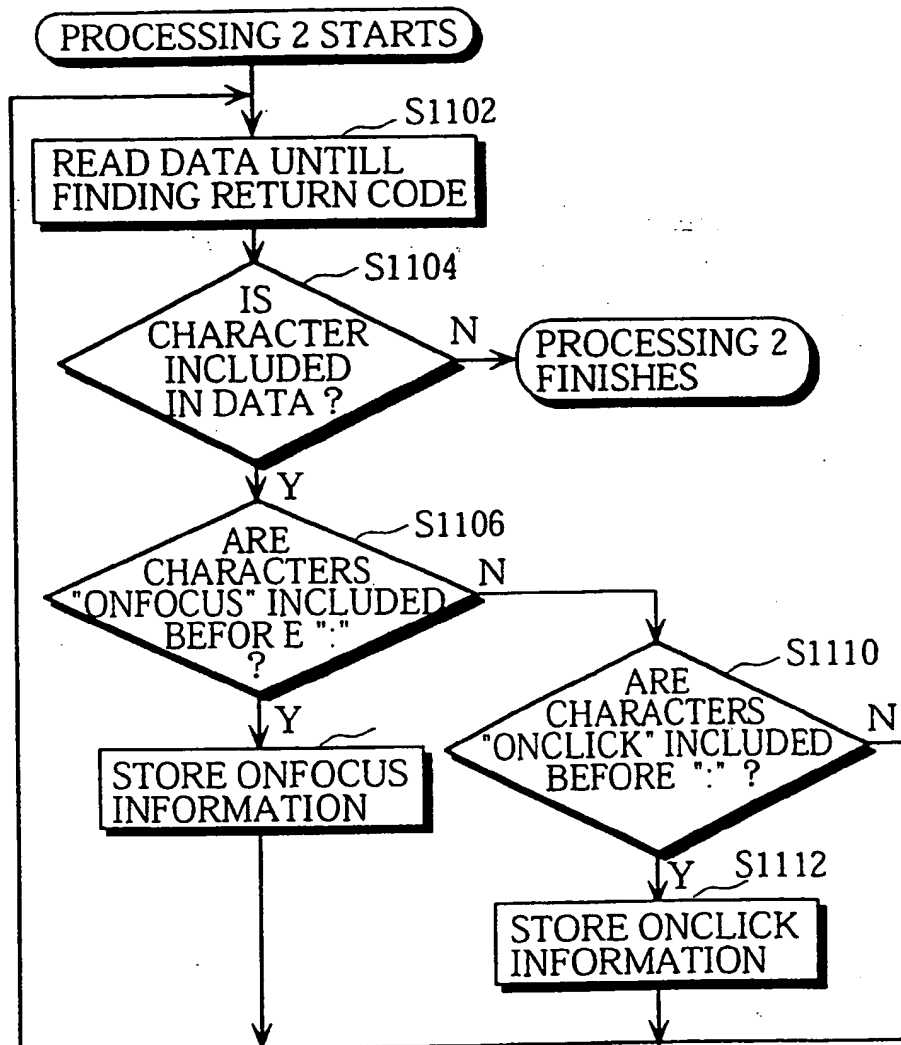 PROCESSING 2 STARTS
S1102
READ DATA UNTILL
FINDING RETURN CODE
S1104
IS
CHARACTER
INCLUDED
IN DATA ?
N
PROCESSING 2
FINISHES
Y
S1106
ARE
CHARACTERS
"ONFOCUS" INCLUDED
BEFOR E ":"
?
N
Y
STORE ONFOCUS
INFORMATION
S1110
ARE
CHARACTERS
"ONCLICK" INCLUDED
BEFORE ":" ?
N
Y
S1112
STORE ONCLICK
INFORMATION